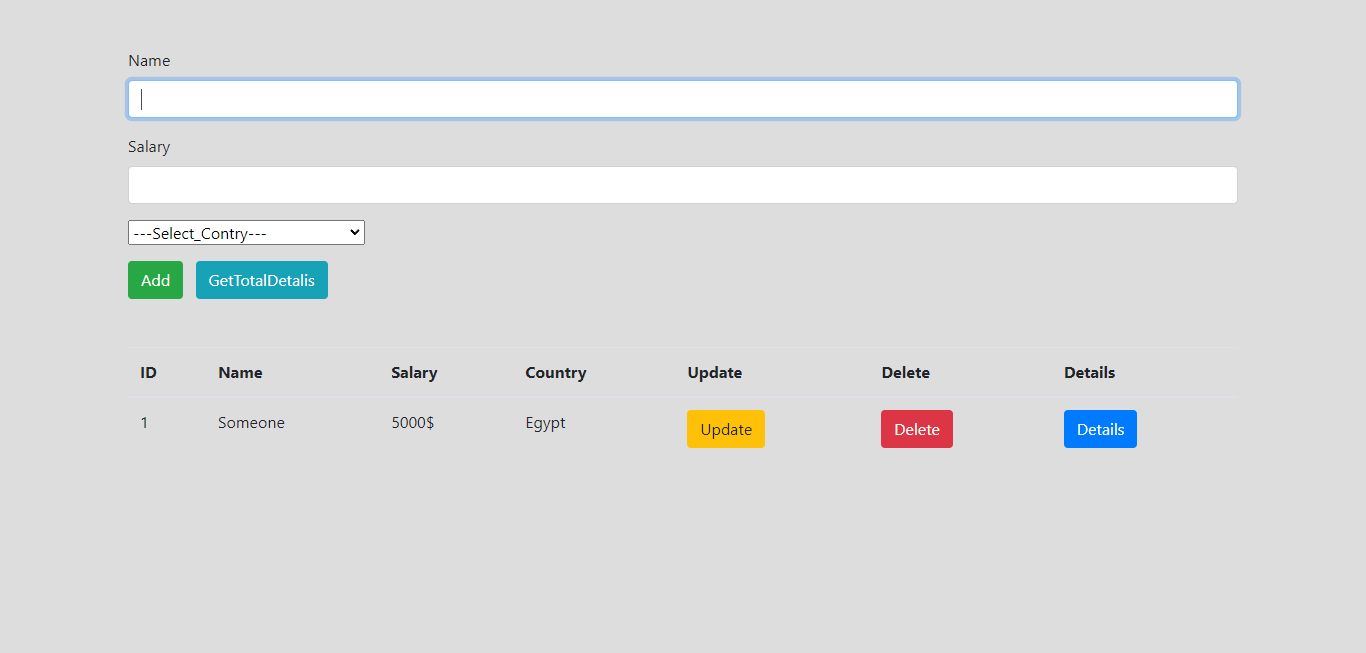 Name
Salary
---Select_Contry---
Add GetTotalDetalis
ID Name Salary Country Update Delete Details
1 Someone 5000$ Egypt Update Delete Details